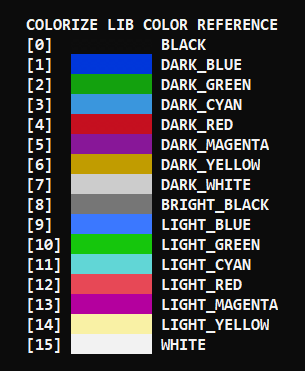 COLORIZE LIB COLOR REFERENCE
[0] BLACK
[1] DARK_BLUE
[2] DARK_GREEN
[3] DARK_CYAN
[4] DARK_RED
[5] DARK_MAGENTA
[6] DARK_YELLOW
[7] DARK_WHITE
[8] BRIGHT_BLACK
[9] LIGHT_BLUE
[10] LIGHT_GREEN
[11] LIGHT_CYAN
[12] LIGHT_RED
[13] LIGHT_MAGENTA
[14] LIGHT_YELLOW
[15] WHITE